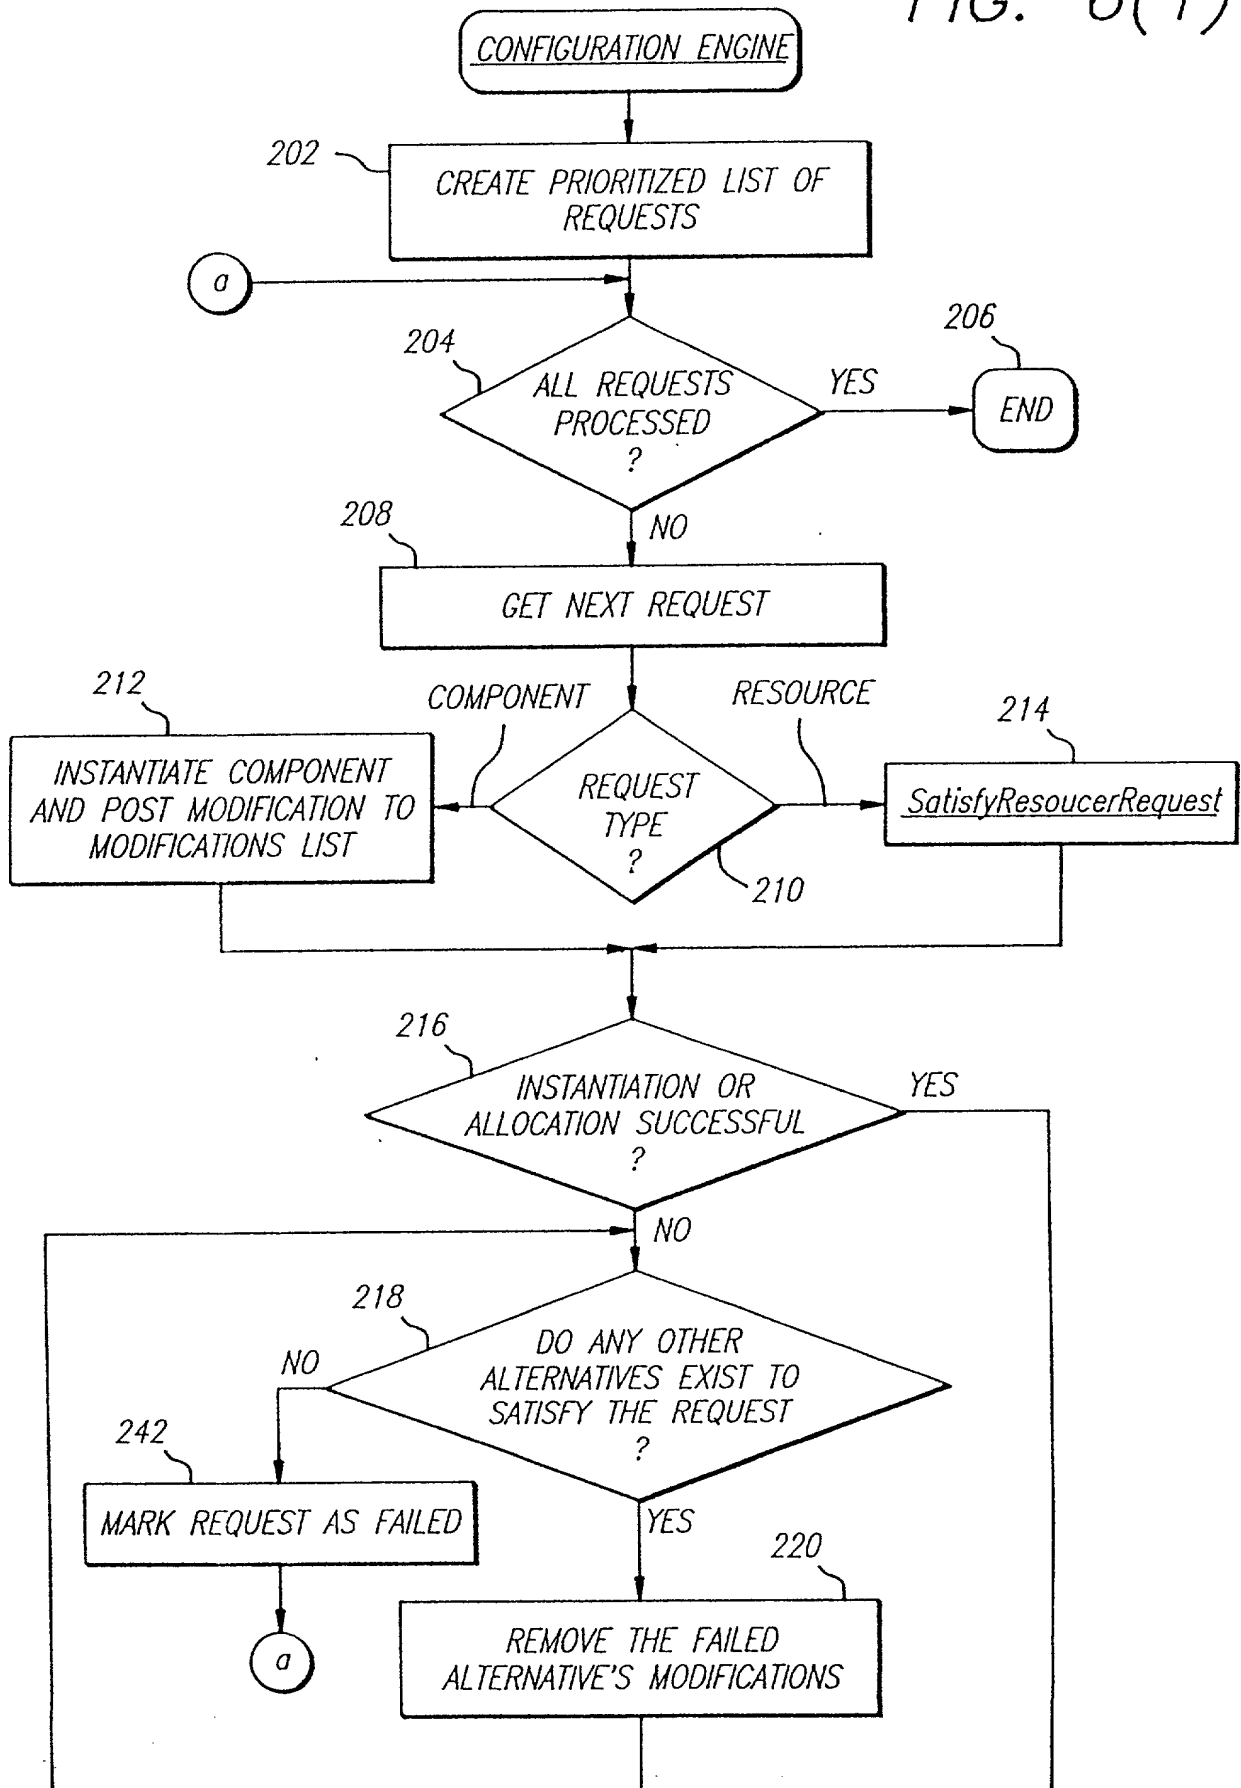 FIG. 6(1)
CONFIGURATION ENGINE
202
CREATE PRIORITIZED LIST OF
REQUESTS
a
204
ALL REQUESTS
PROCESSED
?
YES
206
END
NO
208
GET NEXT REQUEST
212
COMPONENT
RESOURCE
214
INSTANTIATE COMPONENT
AND POST MODIFICATION TO
MODIFICATIONS LIST
REQUEST
TYPE
?
SatisfyResoucerRequest
210
216
INSTANTIATION OR
ALLOCATION SUCCESSFUL
?
YES
NO
218
DO ANY OTHER
ALTERNATIVES EXIST TO
SATISFY THE REQUEST
?
NO
242
MARK REQUEST AS FAILED
YES
220
a
REMOVE THE FAILED
ALTERNATIVE'S MODIFICATIONS